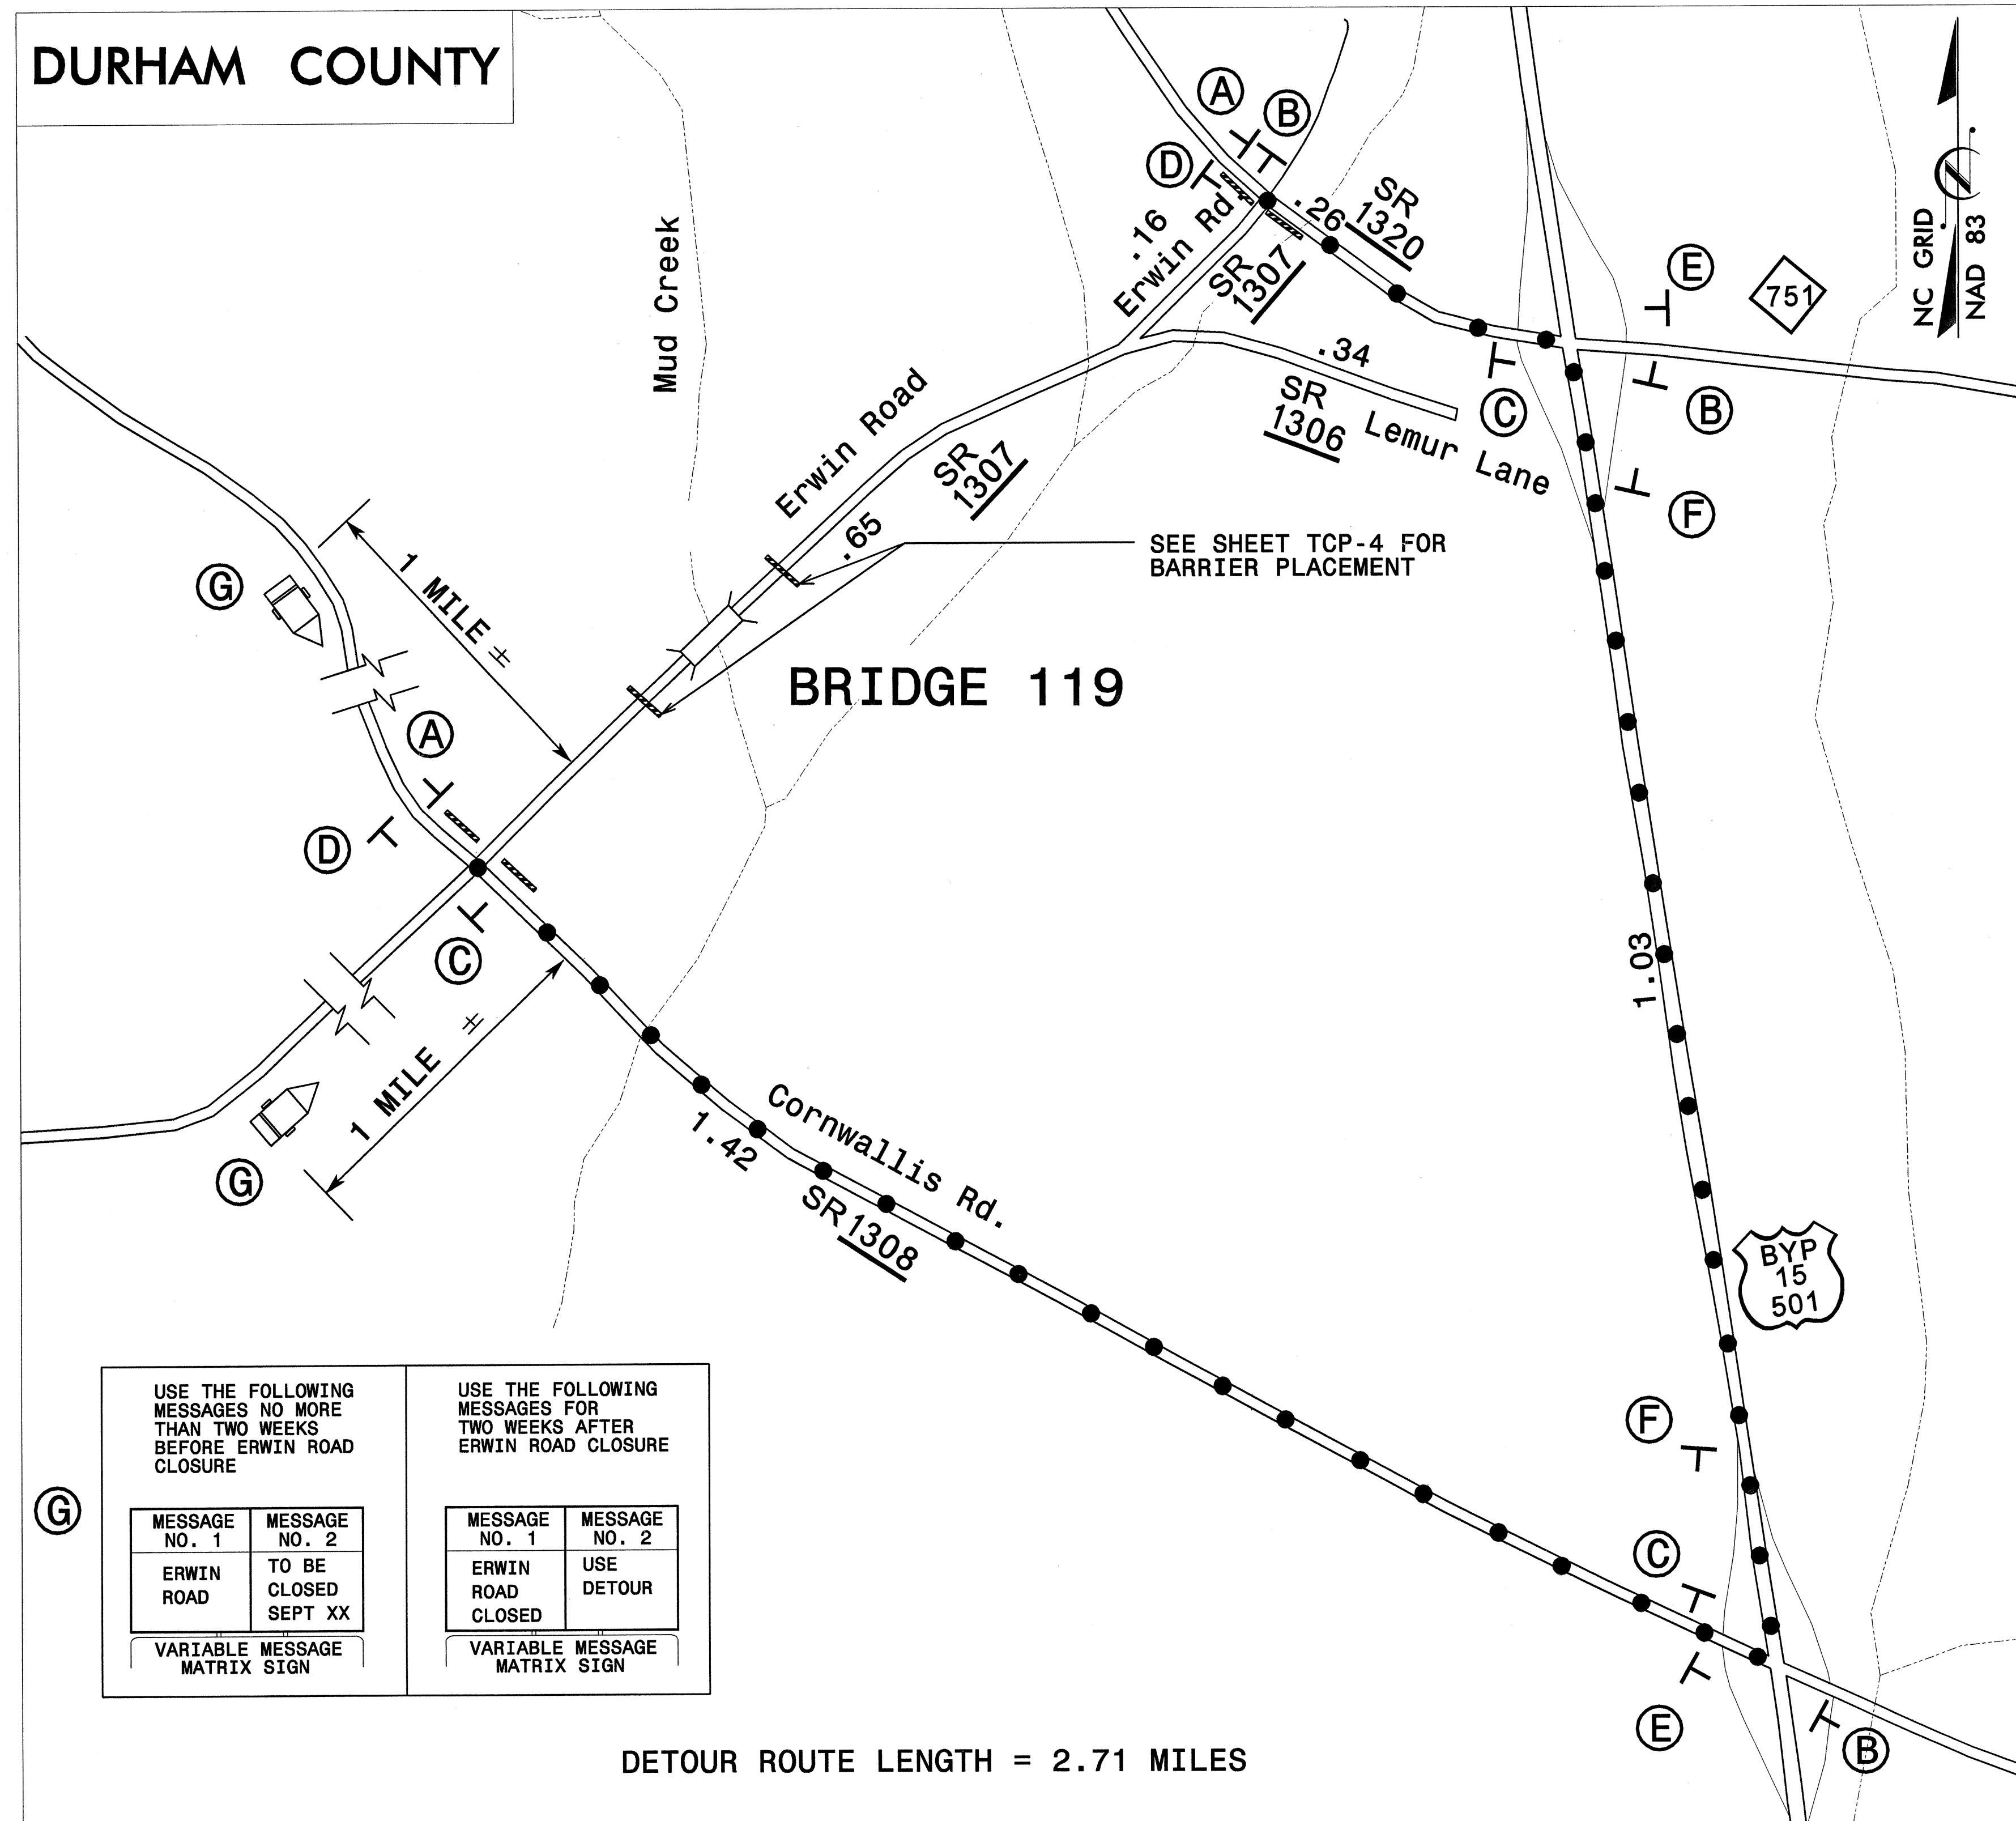 DURHAM COUNTY
A
B
D
.16
Erwin Rd.
SR
1307
.26
SR
1320
E
751
NC GRID
NAD 83
N
Mud Creek
.34
SR
1306
Lemur Lane
C
B
F
Erwin Road
SR
1307
.65
SEE SHEET TCP-4 FOR
BARRIER PLACEMENT
G
1 MILE ±
BRIDGE 119
A
D
C
1 MILE ±
G
1.03
Cornwallis Rd.
1.42
SR 1308
BYP
15
501
F
C
E
B
G
USE THE FOLLOWING
MESSAGES NO MORE
THAN TWO WEEKS
BEFORE ERWIN ROAD
CLOSURE
MESSAGE
NO. 1
MESSAGE
NO. 2
ERWIN
ROAD
TO BE
CLOSED
SEPT XX
VARIABLE MESSAGE
MATRIX SIGN
USE THE FOLLOWING
MESSAGES FOR
TWO WEEKS AFTER
ERWIN ROAD CLOSURE
MESSAGE
NO. 1
MESSAGE
NO. 2
ERWIN
ROAD
CLOSED
USE
DETOUR
VARIABLE MESSAGE
MATRIX SIGN
DETOUR ROUTE LENGTH = 2.71 MILES